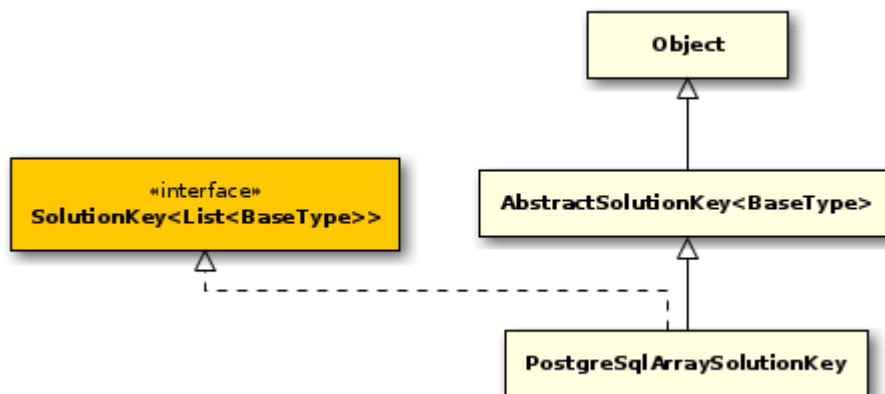 Object
«interface»
SolutionKey<List<BaseType>>
AbstractSolutionKey<BaseType>
PostgreSqlArraySolutionKey